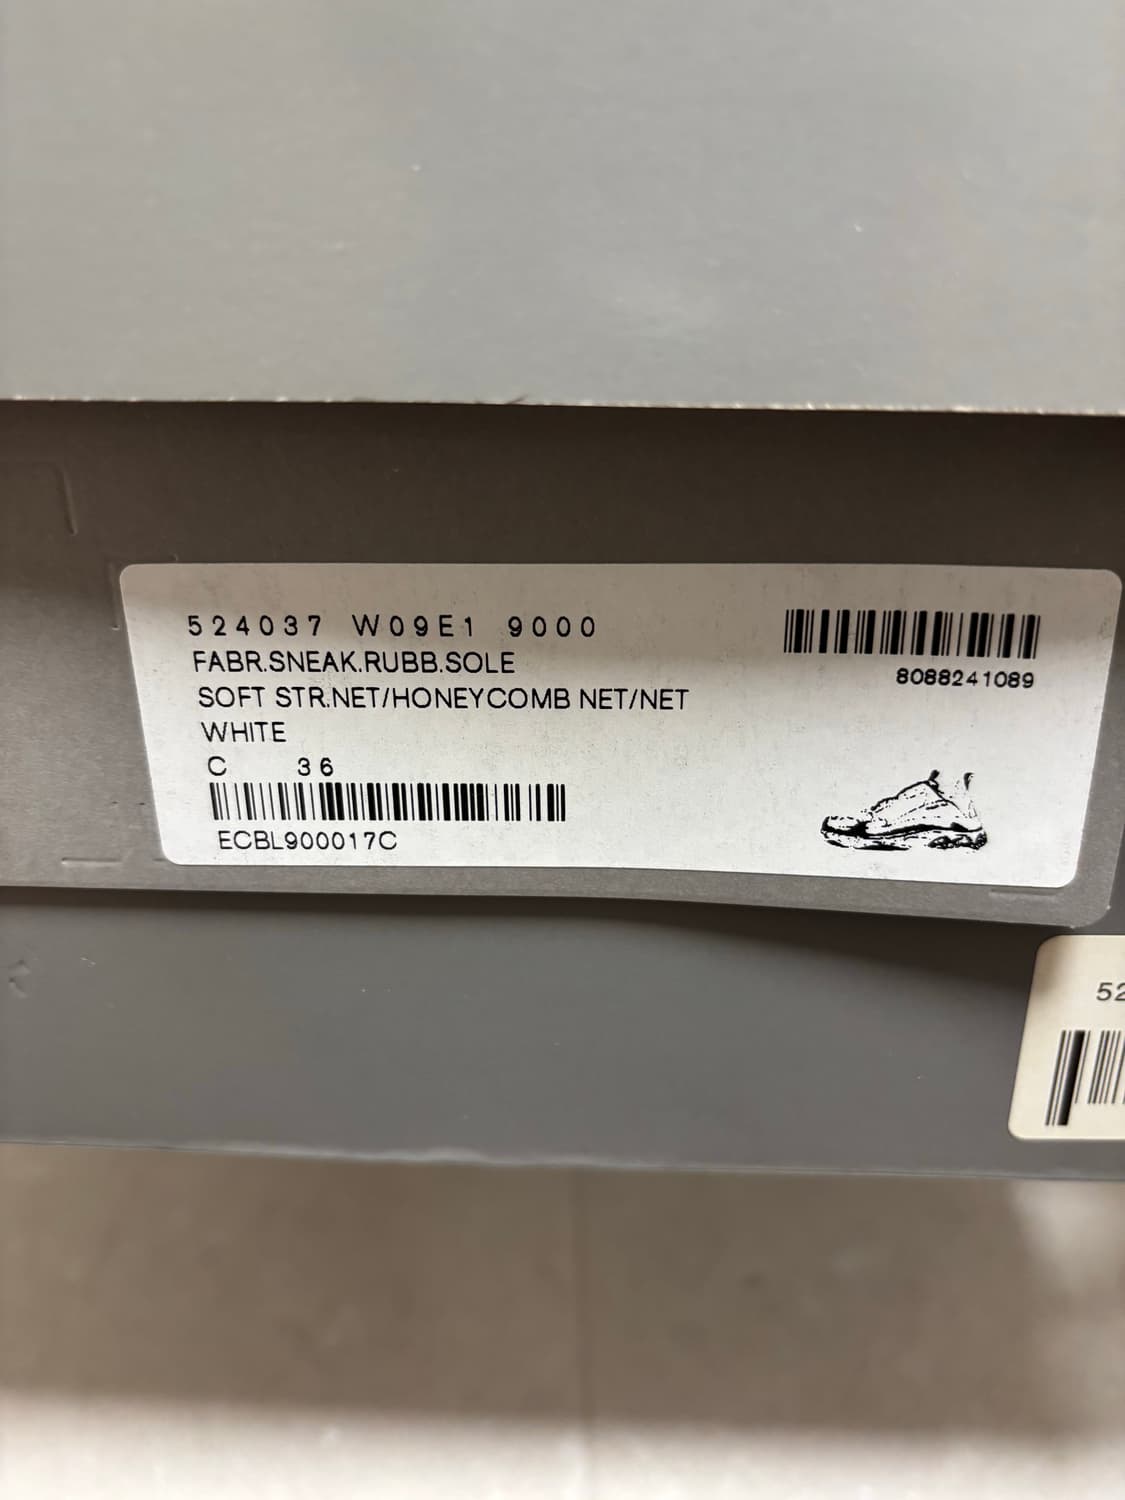 524037 W09E1 9000
FABR.SNEAK.RUBB.SOLE
SOFT STR.NET/HONEYCOMB NET/NET
WHITE
C 36
ECBL900017C
8088241089
52